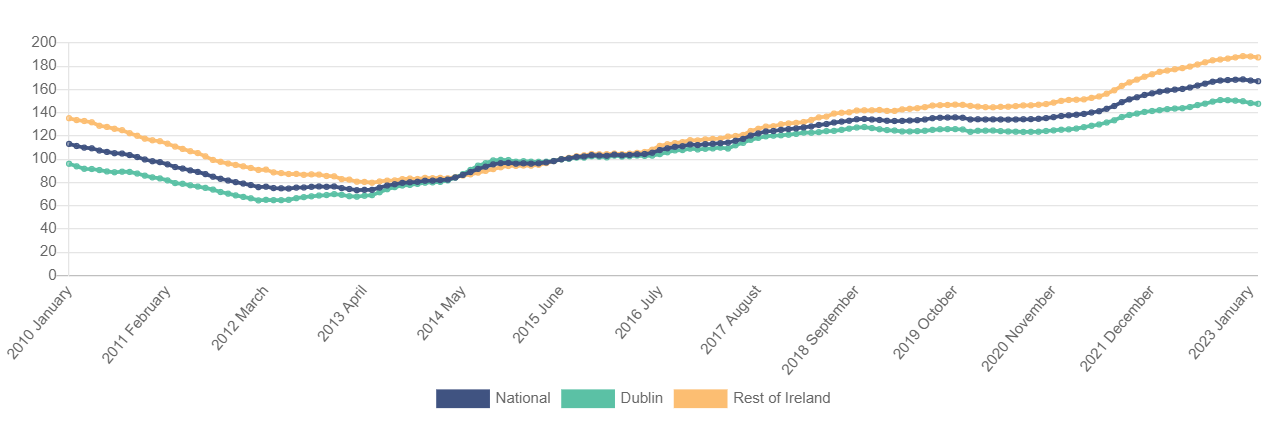 200
180
160
140
120
100
80
60
40
20
0
2010 January
2011 February
2012 March
2013 April
2014 May
2015 June
2016 July
2017 August
2018 September
2019 October
2020 November
2021 December
2023 January
National Dublin Rest of Ireland